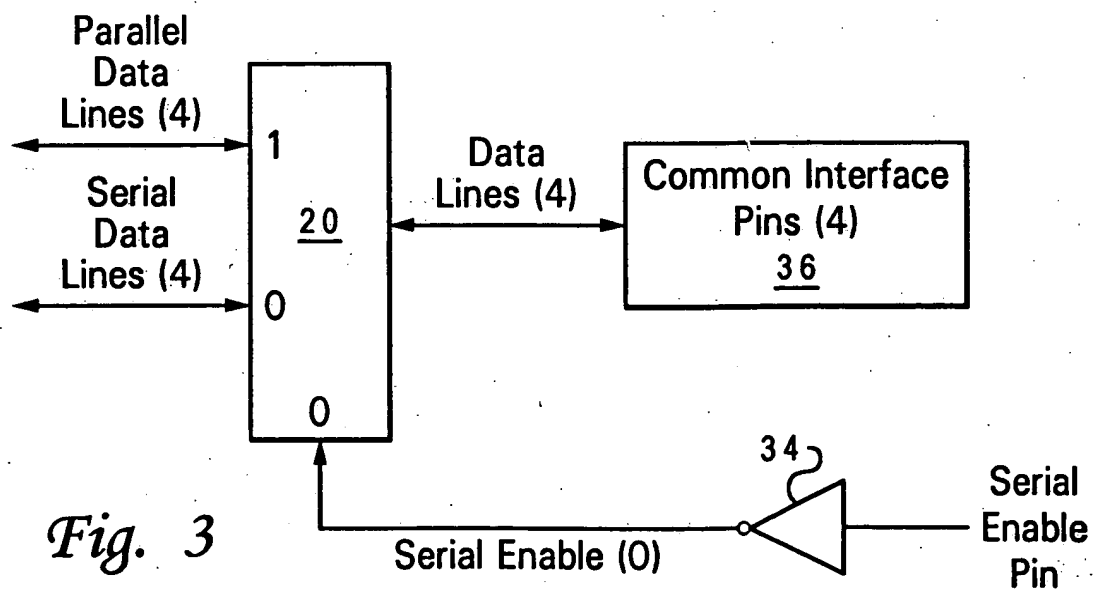 Parallel
Data
Lines (4)
1
Serial
Data
Lines (4)
0
20
0
Data
Lines (4)
Common Interface
Pins (4)
36
34
Serial
Enable
Pin
Serial Enable (0)
Fig. 3